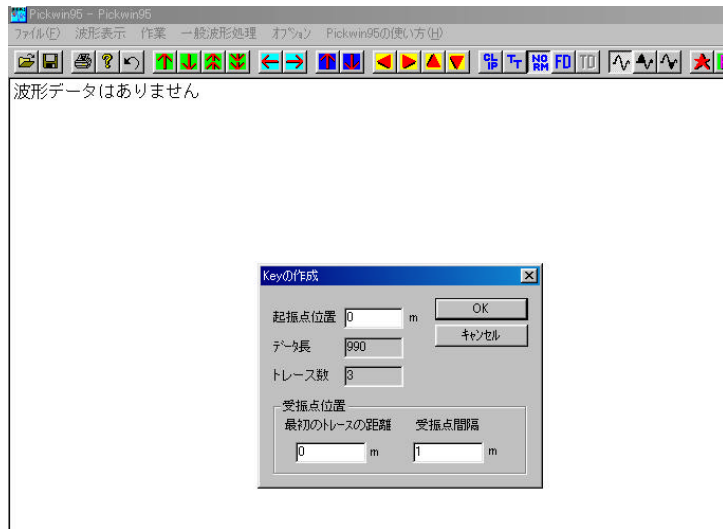 Pickwin95 - Pickwin95
ファイル(F) 波形表示 作業 一般波形処理 オプション Pickwin95の使い方(H)
CLIP TT NORM FD TD
波形データはありません
Keyの作成
起振点位置 0 m OK
データ長 990 キャンセル
トレース数 3
受振点位置
最初のトレースの距離 受振点間隔
0 m 1 m